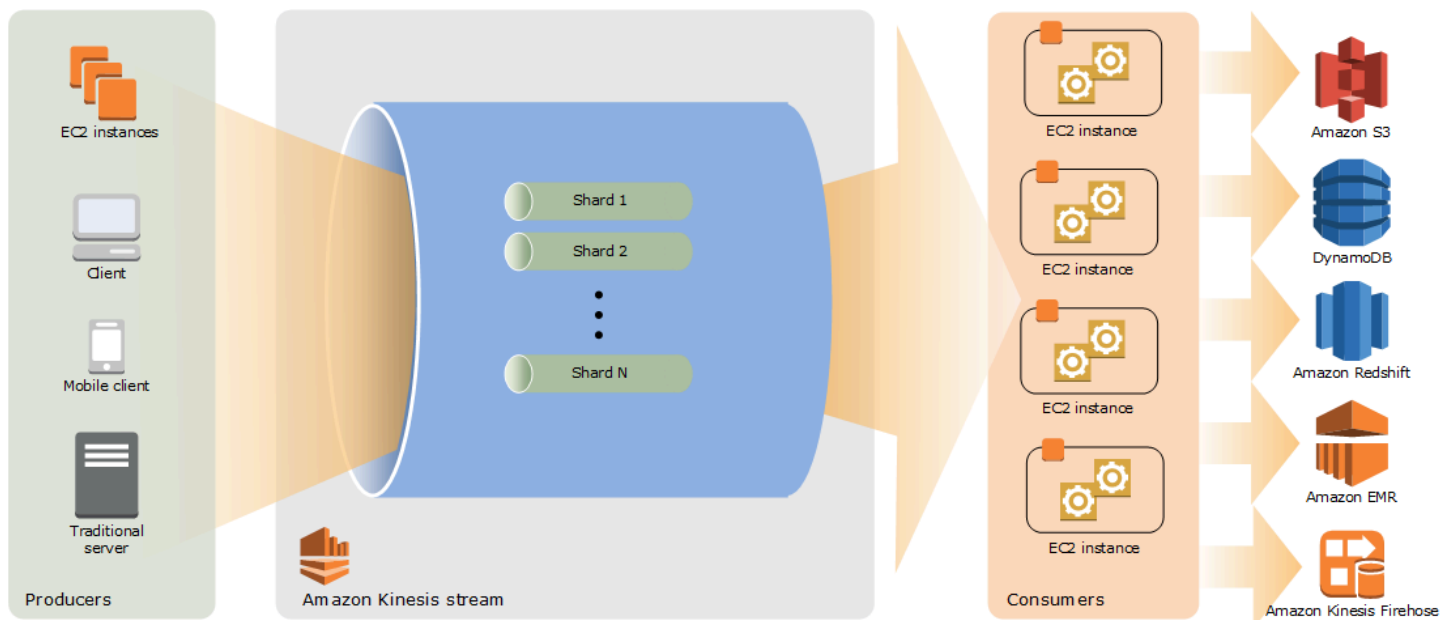 EC2 instances
Client
Mobile client
Traditional
server
Producers
Shard 1
Shard 2
Shard N
Amazon Kinesis stream
EC2 instance
EC2 instance
EC2 instance
EC2 instance
Consumers
Amazon S3
DynamoDB
Amazon Redshift
Amazon EMR
Amazon Kinesis Firehose